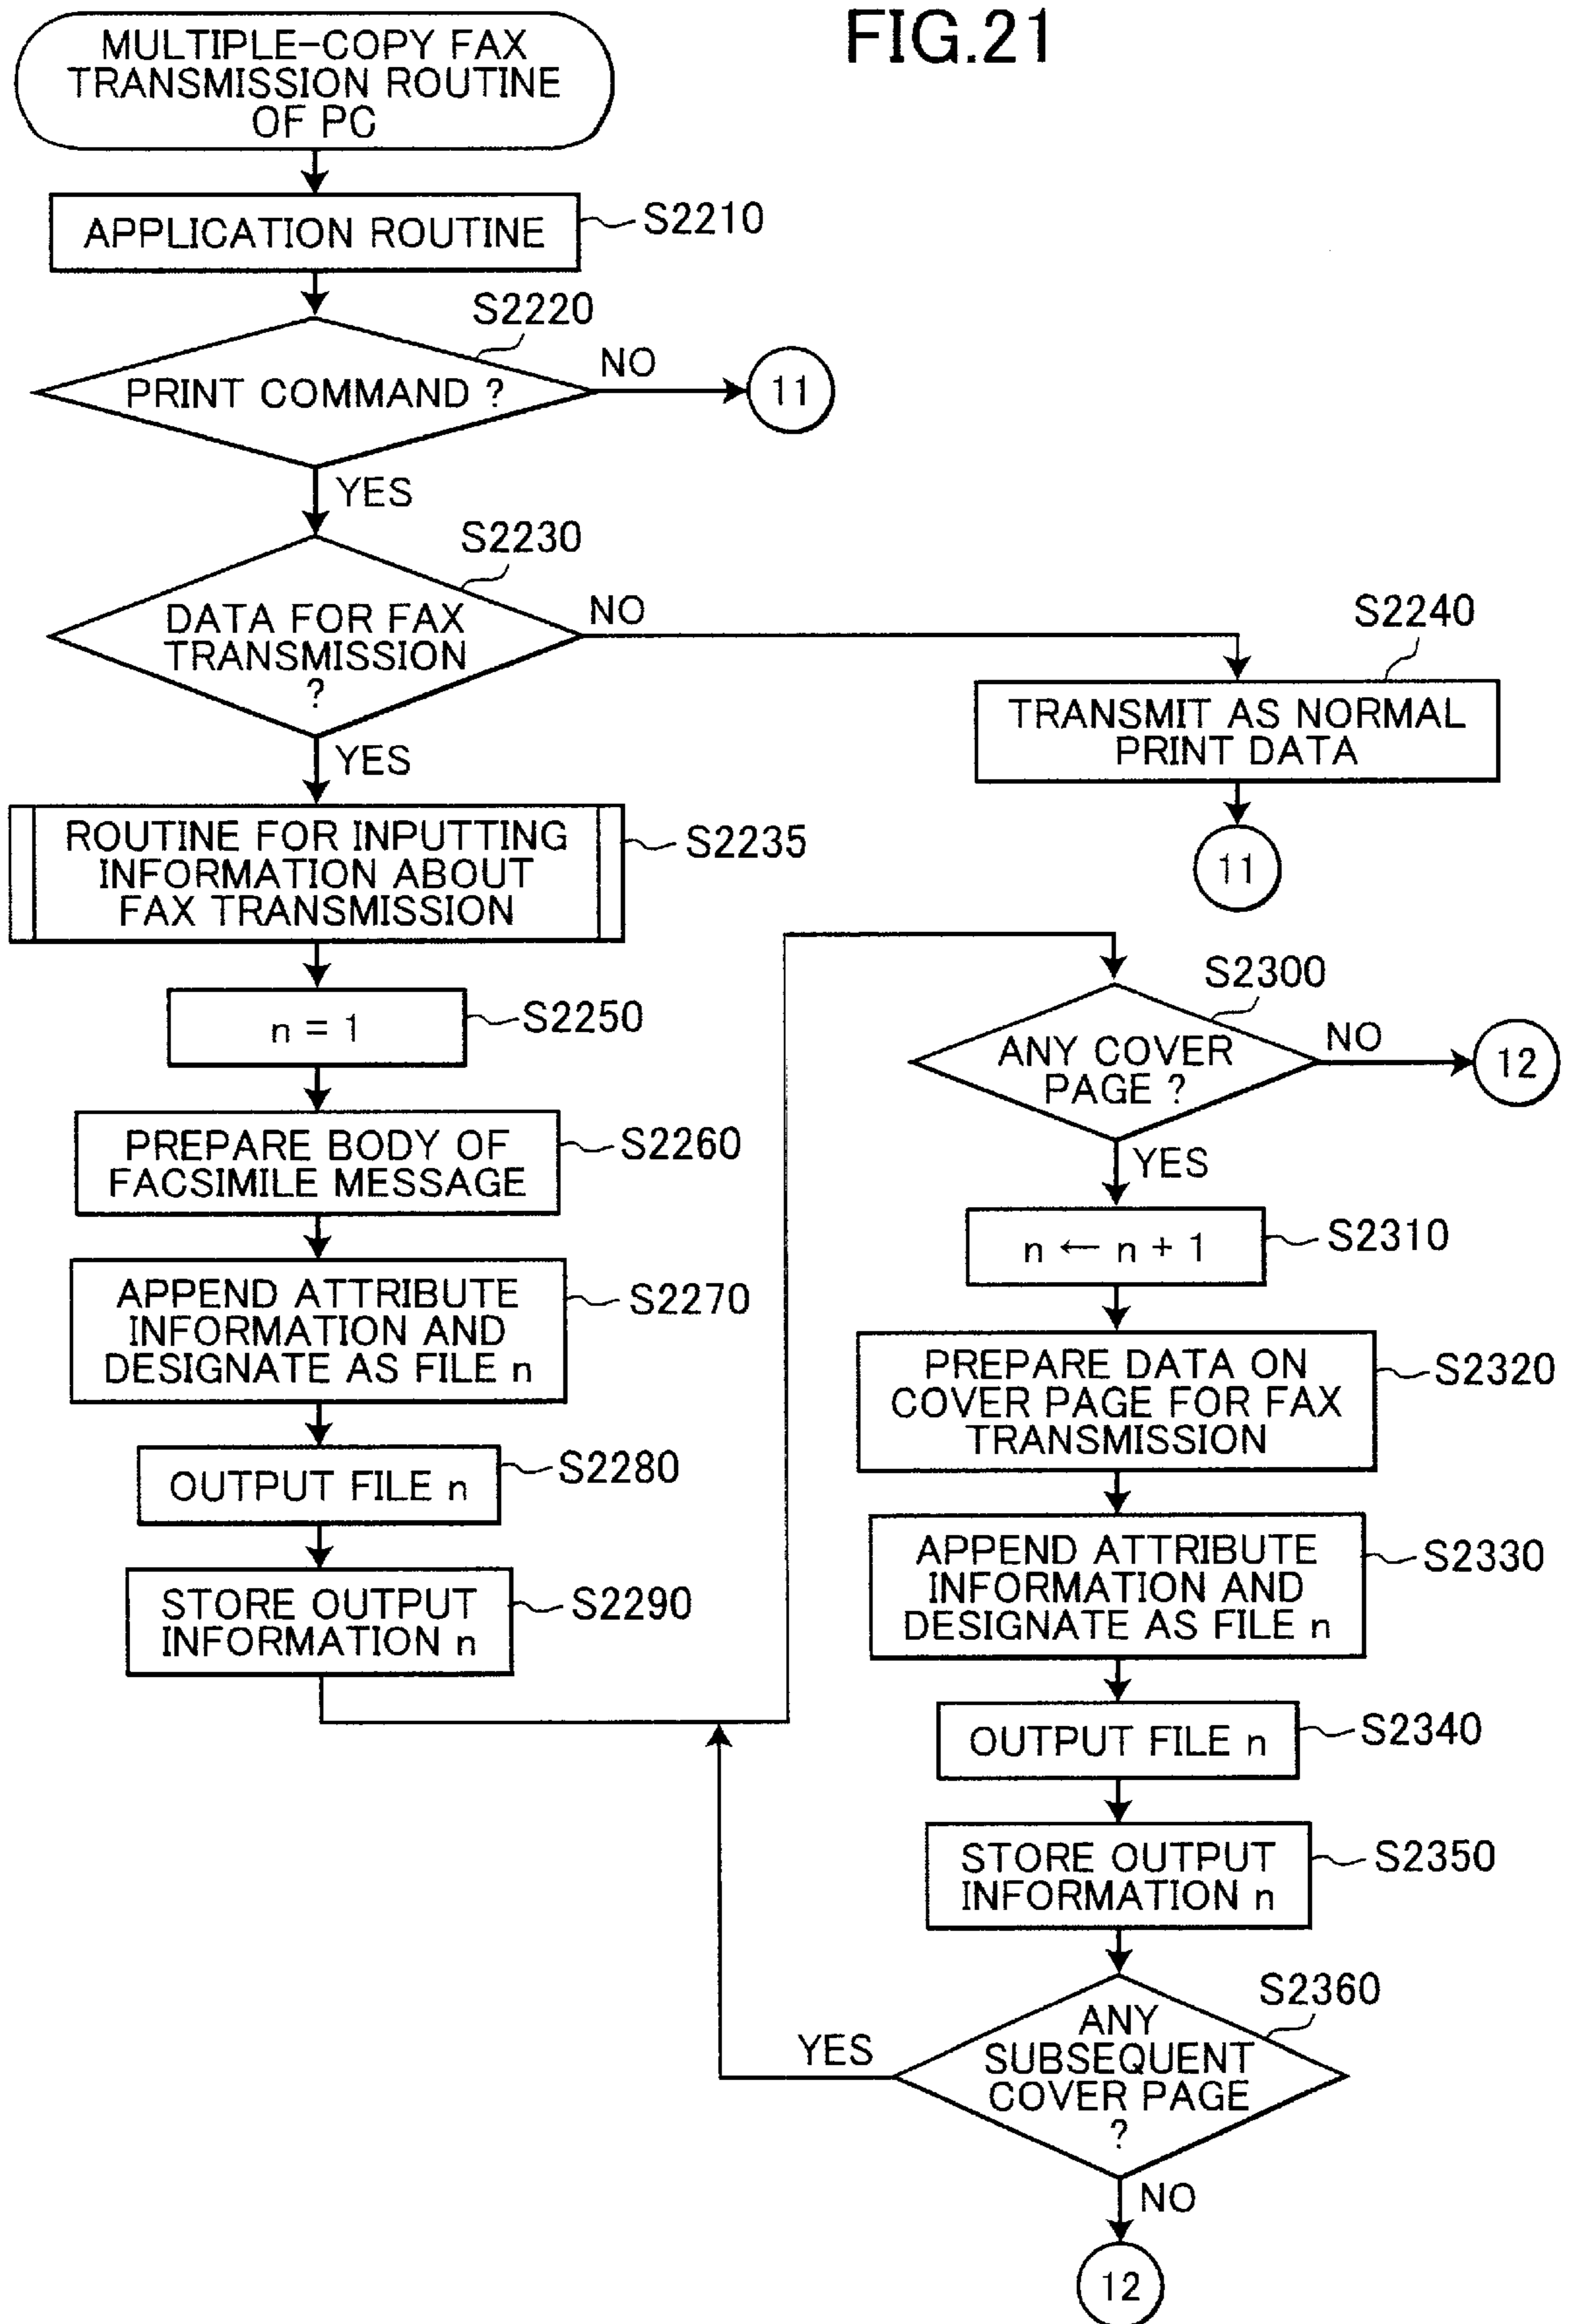 FIG.21
MULTIPLE-COPY FAX
TRANSMISSION ROUTINE
OF PC
APPLICATION ROUTINE
S2210
S2220
PRINT COMMAND ?
NO
11
YES
S2230
DATA FOR FAX
TRANSMISSION
?
NO
S2240
TRANSMIT AS NORMAL
PRINT DATA
11
YES
ROUTINE FOR INPUTTING
INFORMATION ABOUT
FAX TRANSMISSION
S2235
n = 1
S2250
PREPARE BODY OF
FACSIMILE MESSAGE
S2260
APPEND ATTRIBUTE
INFORMATION AND
DESIGNATE AS FILE n
S2270
OUTPUT FILE n
S2280
STORE OUTPUT
INFORMATION n
S2290
S2300
ANY COVER
PAGE ?
NO
12
YES
n ← n + 1
S2310
PREPARE DATA ON
COVER PAGE FOR FAX
TRANSMISSION
S2320
APPEND ATTRIBUTE
INFORMATION AND
DESIGNATE AS FILE n
S2330
OUTPUT FILE n
S2340
STORE OUTPUT
INFORMATION n
S2350
S2360
ANY
SUBSEQUENT
COVER PAGE
?
YES
NO
12